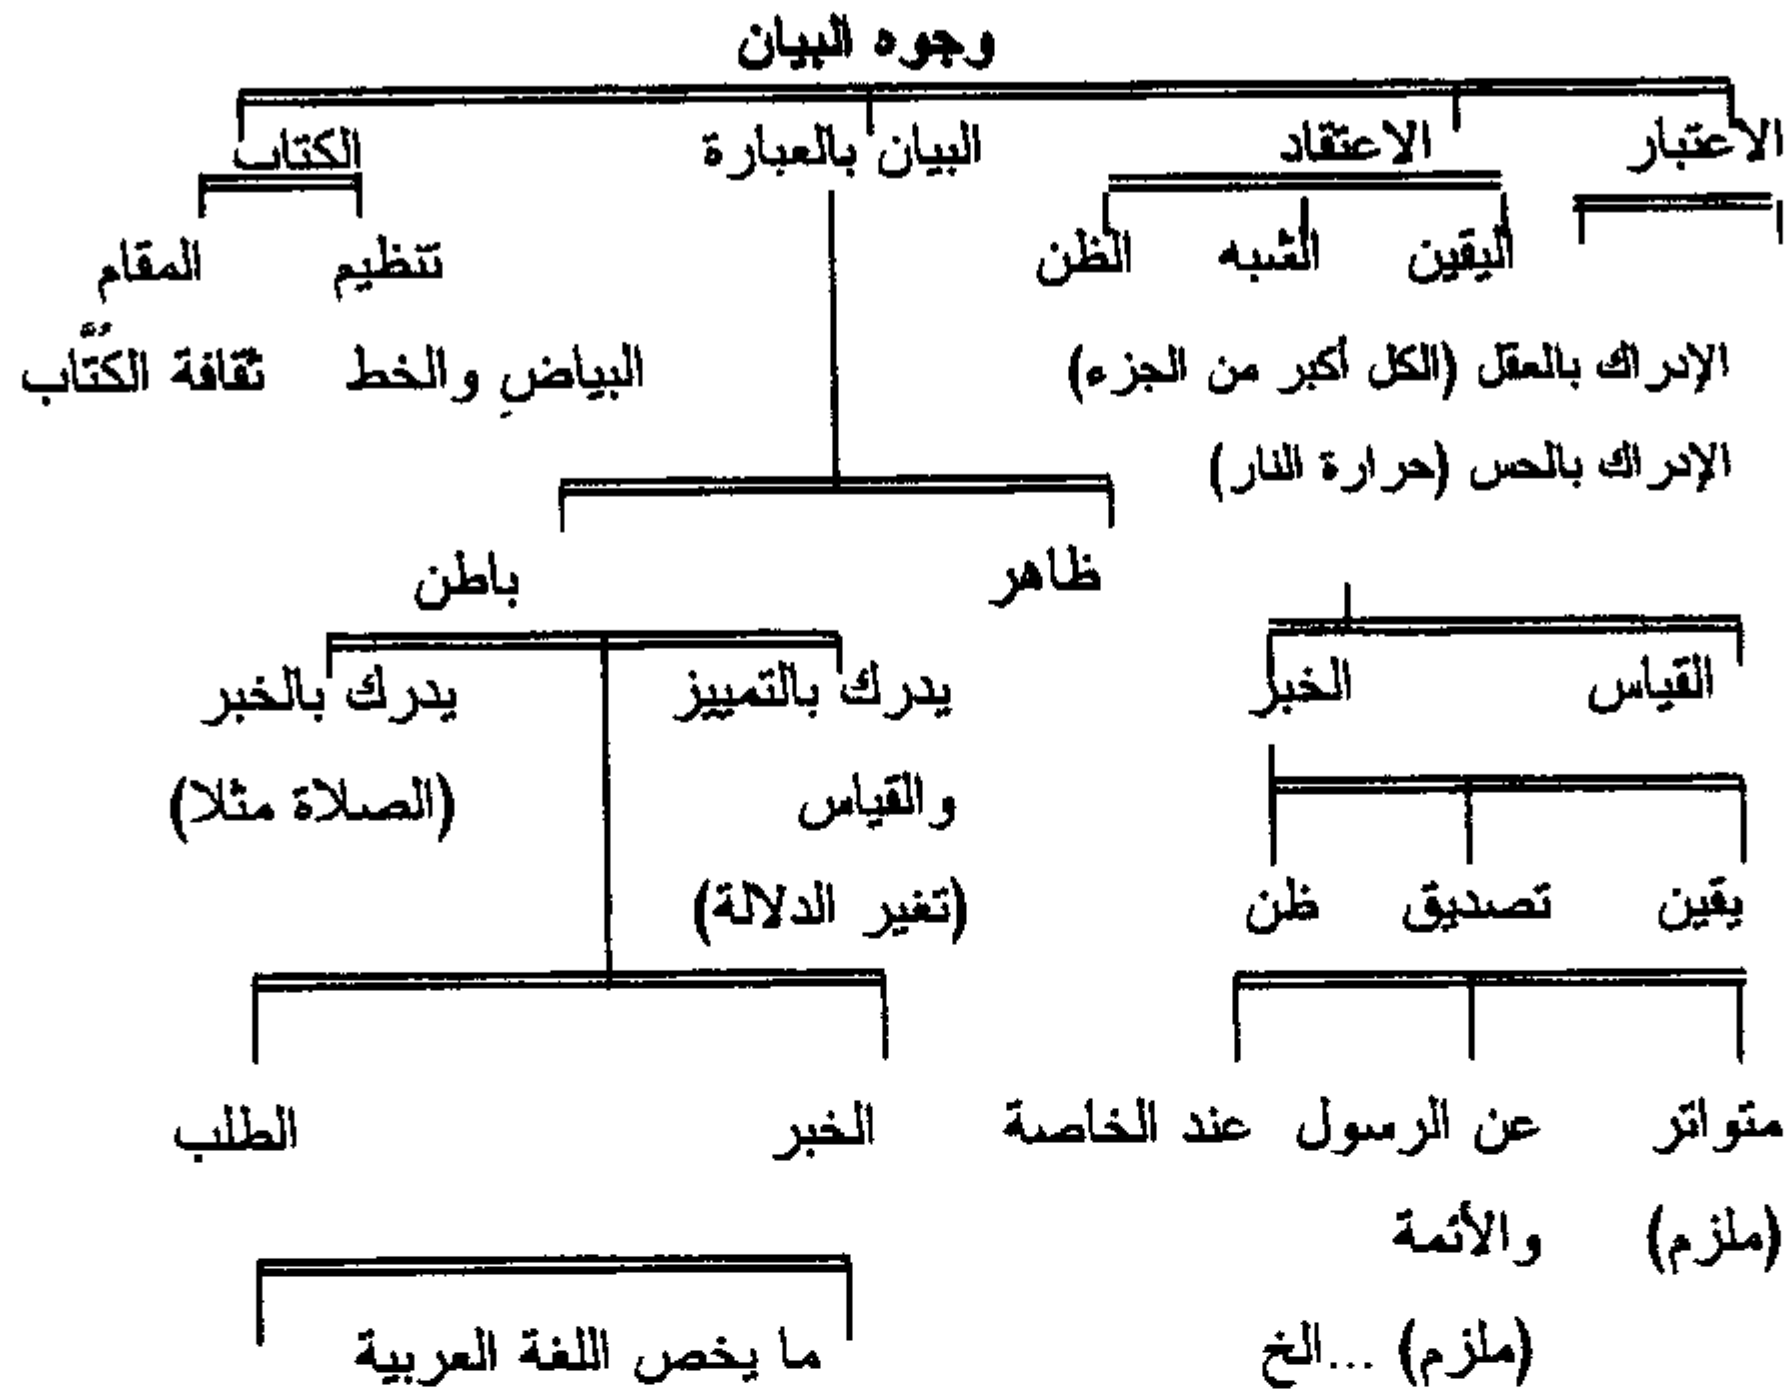 وجوه البيان
الاعتبار الاعتقاد البيان بالعبارة الكتاب
اليقين الشبه الظن تنظيم المقام
الإدراك بالعقل (الكل أكبر من الجزء) البياضِ والخط ثقافة الكُتَّاب
الإدراك بالحس (حرارة النار)
ظاهر باطن
القياس الخبر يدرك بالتمييز يدرك بالخبر
والقياس (الصلاة مثلا)
يقين تصديق ظن (تغير الدلالة)
متواتر عن الرسول عند الخاصة الخبر الطلب
(ملزم) والأئمة
(ملزم) ...الخ ما يخص اللغة العربية